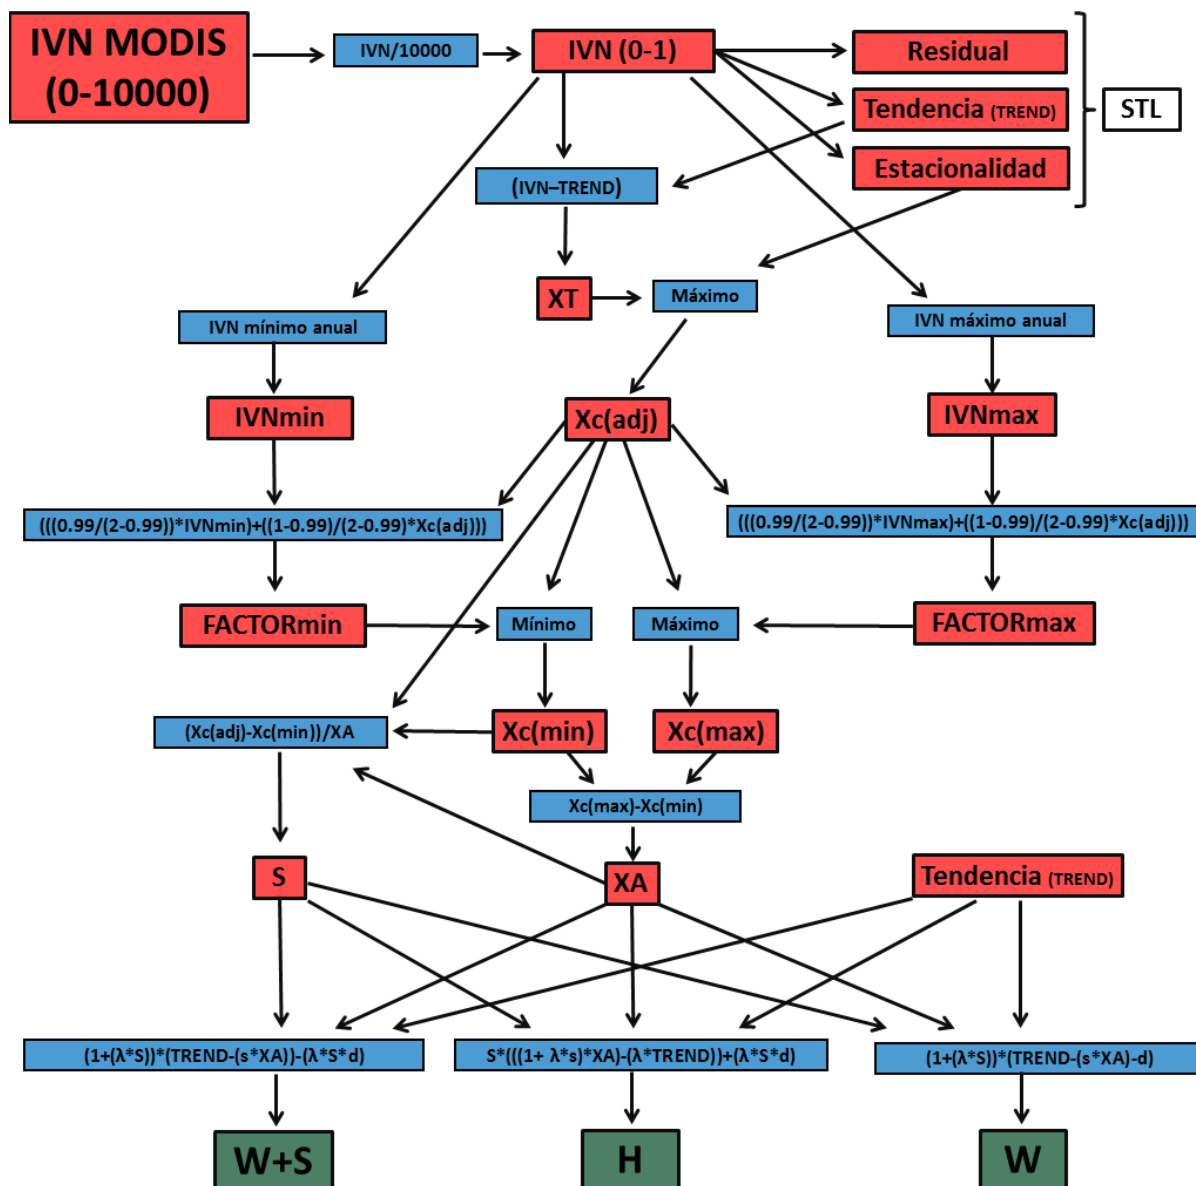 IVN MODIS
(0-10000)
IVN/10000
IVN (0-1)
Residual
Tendencia (TREND)
STL
Estacionalidad
(IVN–TREND)
XT
Máximo
IVN mínimo anual
IVN máximo anual
IVNmin
Xc(adj)
IVNmax
(((0.99/(2-0.99))*IVNmin)+((1-0.99)/(2-0.99)*Xc(adj)))
(((0.99/(2-0.99))*IVNmax)+((1-0.99)/(2-0.99)*Xc(adj)))
FACTORmin
Mínimo
Máximo
FACTORmax
(Xc(adj)-Xc(min))/XA
Xc(min)
Xc(max)
Xc(max)-Xc(min)
S
XA
Tendencia (TREND)
(1+(λ*S))*(TREND-(s*XA))-(λ*S*d)
S*(((1+ λ*s)*XA)-(λ*TREND))+(λ*S*d)
(1+(λ*S))*(TREND-(s*XA)-d)
W+S
H
W